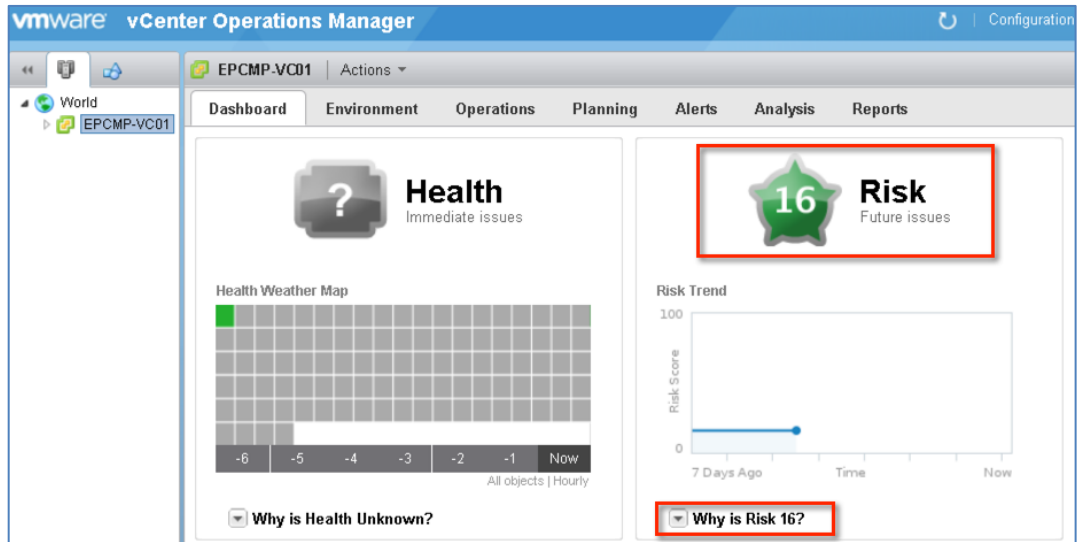 vmware vCenter Operations Manager
Configuration
EPCMP-VC01 Actions
World
EPCMP-VC01
Dashboard Environment Operations Planning Alerts Analysis Reports
?
Health
Immediate issues
Health Weather Map
-6 -5 -4 -3 -2 -1 Now
All objects | Hourly
Why is Health Unknown?
16
Risk
Future issues
Risk Trend
100
Risk Score
0
7 Days Ago Time Now
Why is Risk 16?